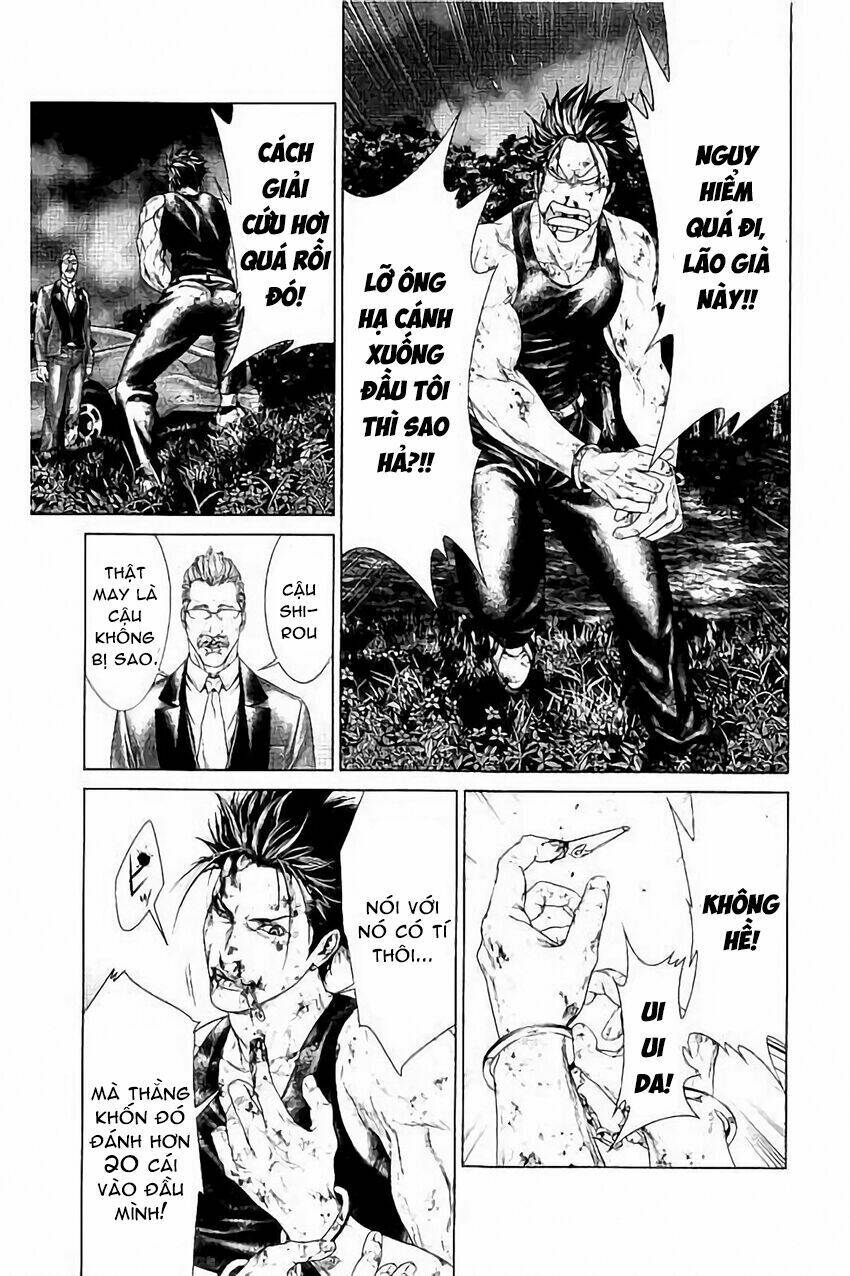 NGUY
HIỂM
QUÁ ĐI,
LÃO GIÀ
NÀY!!
LỠ ÔNG
HẠ CÁNH
XUỐNG
ĐẦU TÔI
THÌ SAO
HẢ?!!
CÁCH
GIẢI
CỨU HƠI
QUÁ RỒI
ĐÓ!
CẬU
SHI-
ROU
THẬT
MAY LÀ
CẬU
KHÔNG
BỊ SAO.
KHÔNG
HỀ!
UI
UI
DA!
NÓI VỚI
NÓ CÓ TÍ
THÔI...
MÀ THẰNG
KHỐN ĐÓ
ĐÁNH HƠN
20 CÁI
VÀO ĐẦU
MÌNH!